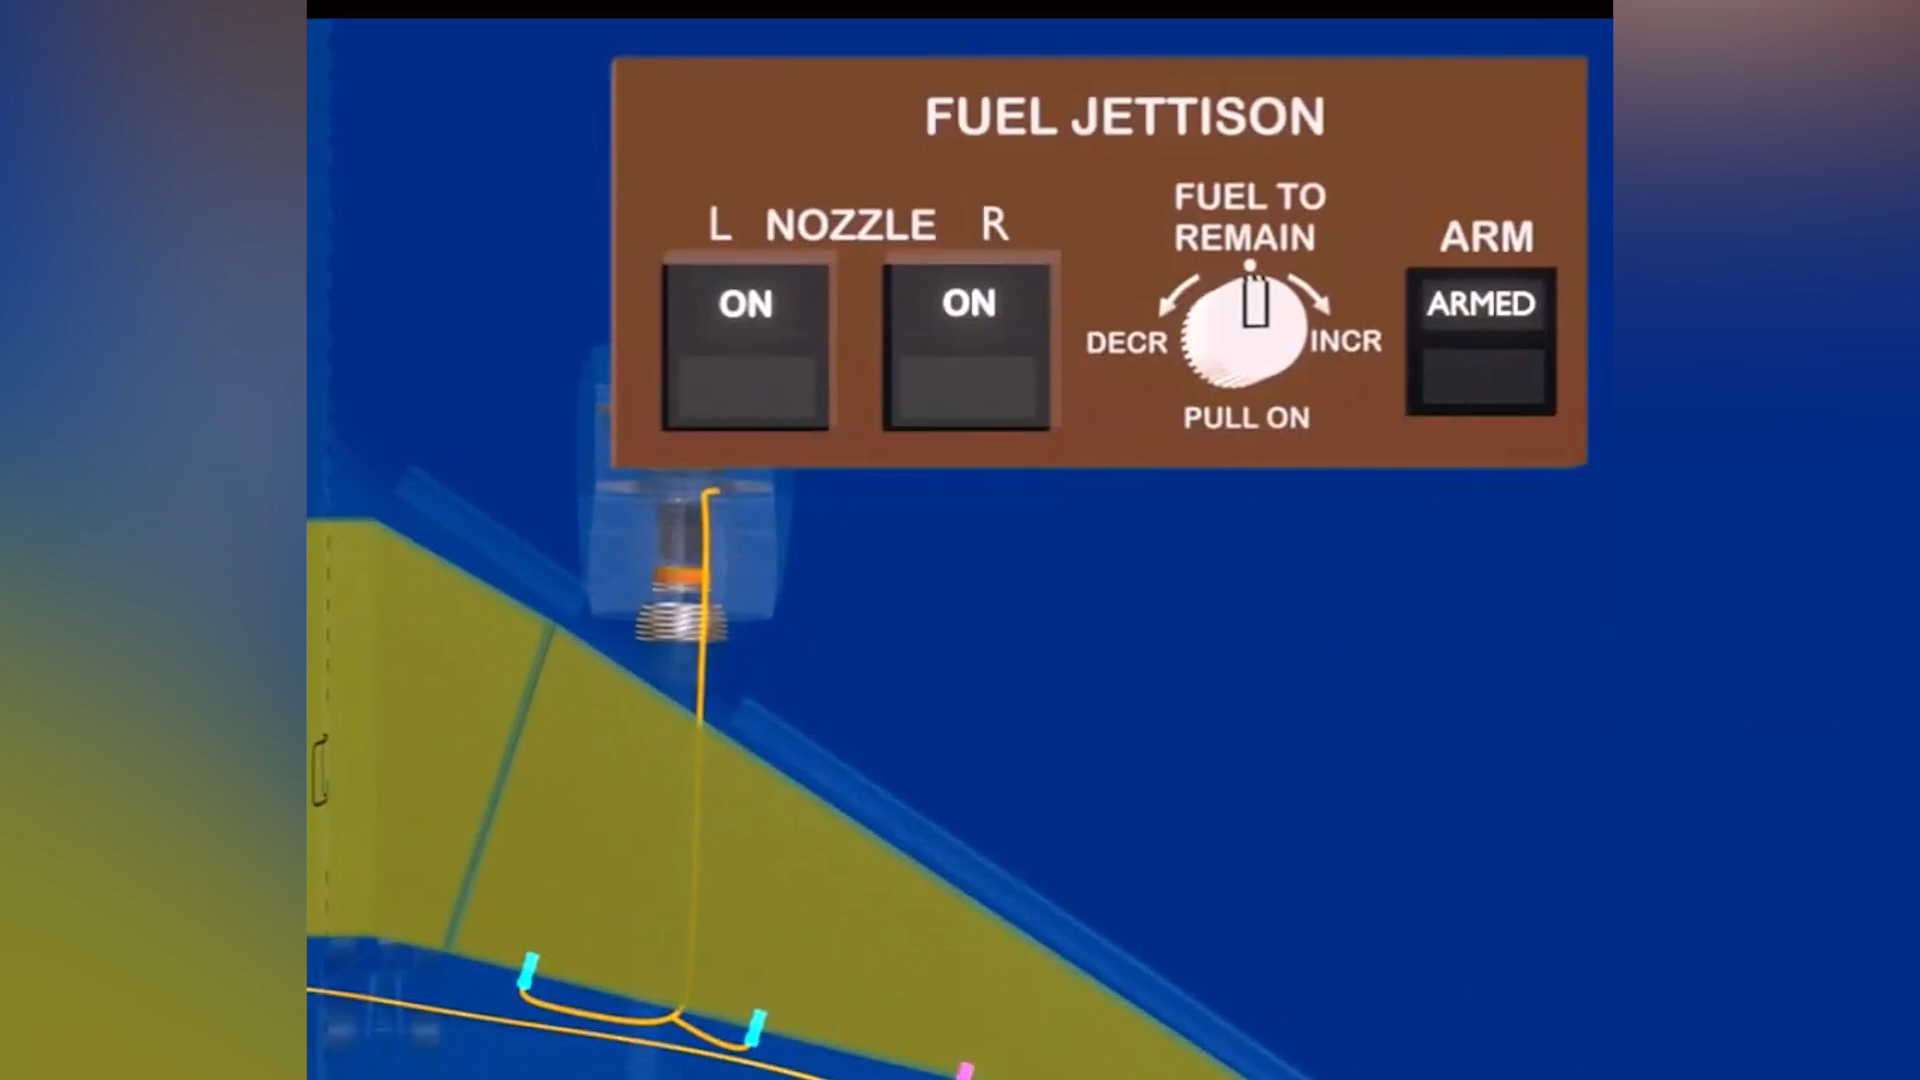 FUEL JETTISON
L NOZZLE R
ON
ON
FUEL TO
REMAIN
DECR
INCR
PULL ON
ARM
ARMED